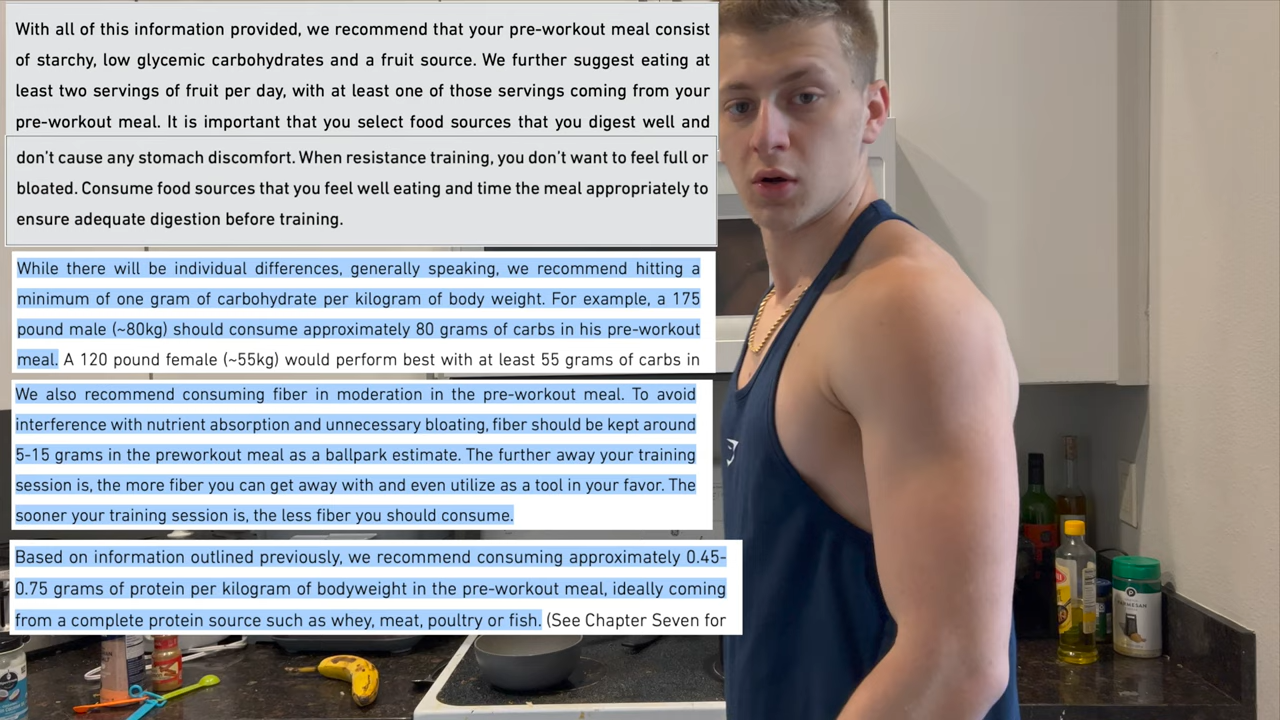 With all of this information provided, we recommend that your pre-workout meal consist
of starchy, low glycemic carbohydrates and a fruit source. We further suggest eating at
least two servings of fruit per day, with at least one of those servings coming from your
pre-workout meal. It is important that you select food sources that you digest well and
don't cause any stomach discomfort. When resistance training, you don't want to feel full or
bloated. Consume food sources that you feel well eating and time the meal appropriately to
ensure adequate digestion before training.
While there will be individual differences, generally speaking, we recommend hitting a
minimum of one gram of carbohydrate per kilogram of body weight. For example, a 175
pound male (~80kg) should consume approximately 80 grams of carbs in his pre-workout
meal. A 120 pound female (~55kg) would perform best with at least 55 grams of carbs in
We also recommend consuming fiber in moderation in the pre-workout meal. To avoid
interference with nutrient absorption and unnecessary bloating, fiber should be kept around
5-15 grams in the preworkout meal as a ballpark estimate. The further away your training
session is, the more fiber you can get away with and even utilize as a tool in your favor. The
sooner your training session is, the less fiber you should consume.
Based on information outlined previously, we recommend consuming approximately 0.45-
0.75 grams of protein per kilogram of bodyweight in the pre-workout meal, ideally coming
from a complete protein source such as whey, meat, poultry or fish. (See Chapter Seven for
PARMESAN